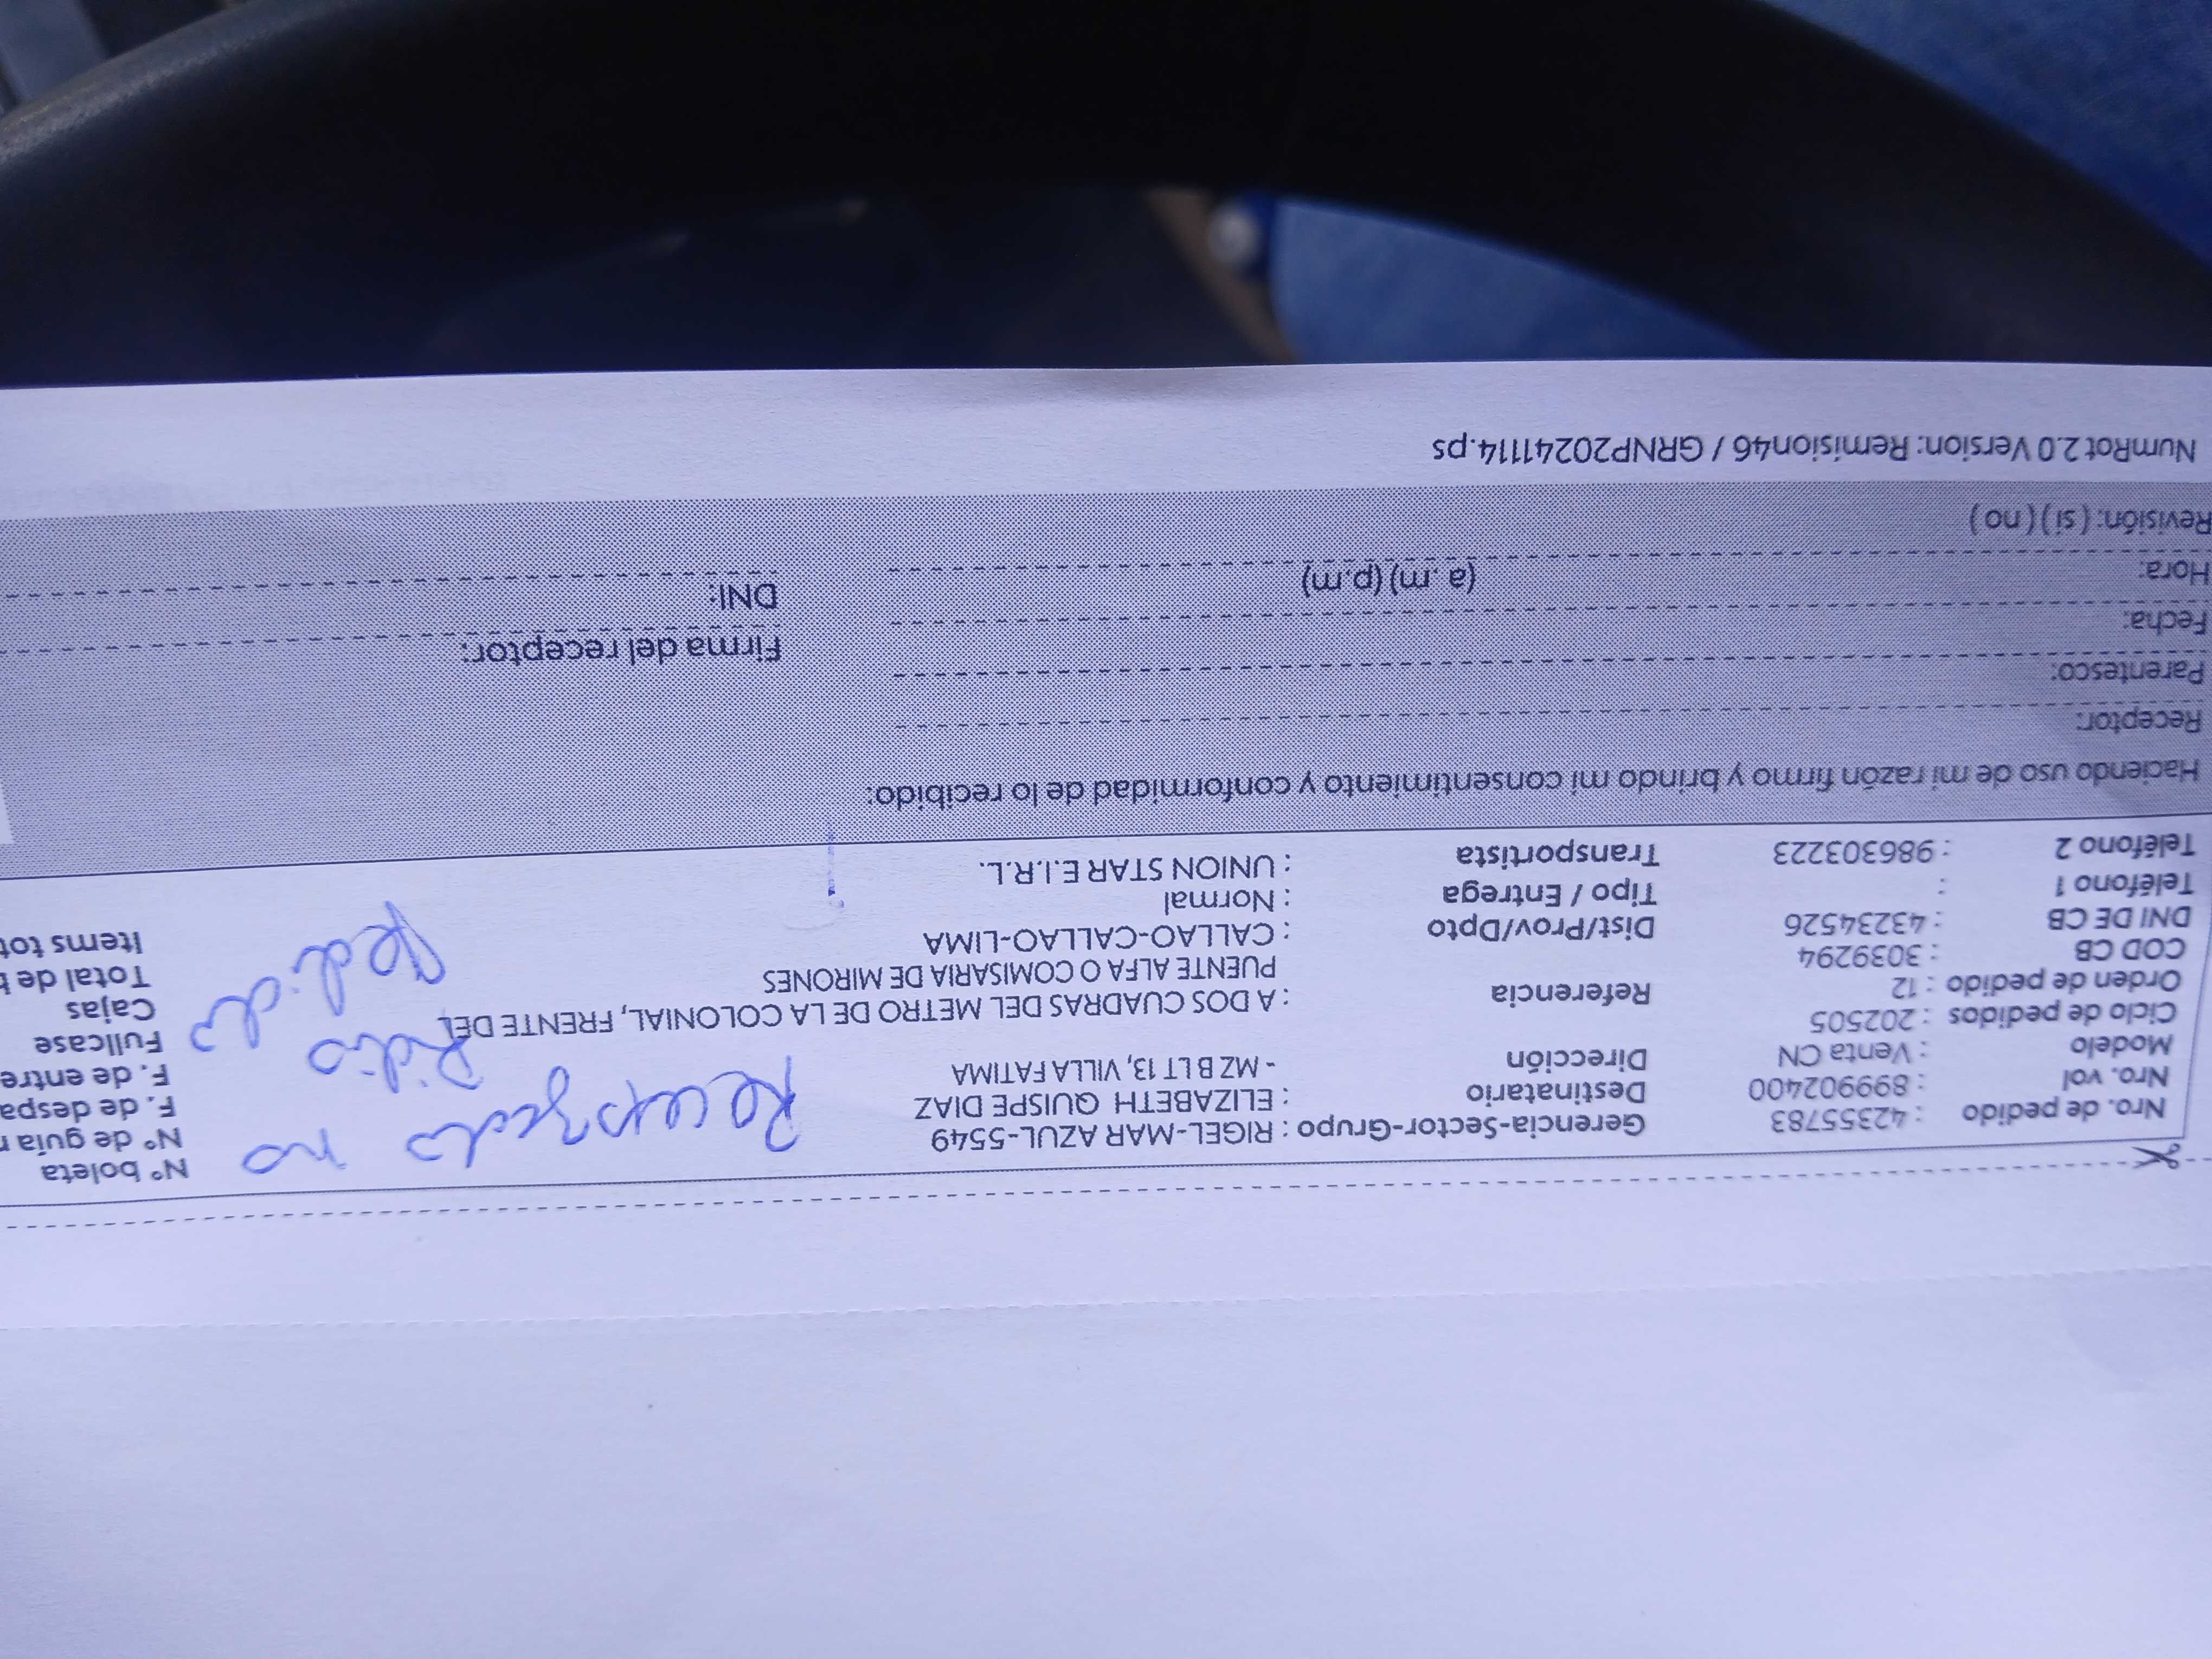 Nro. de pedido : 42355783
Nro. vol : 899902400
Modelo : Venta CN
Ciclo de pedidos : 202505
Orden de pedido : 12
COD CB : 3039294
DNI DE CB : 43234526
Teléfono 1 :
Teléfono 2 : 986303223
Gerencia-Sector-Grupo : RIGEL-MAR AZUL-5549
Destinatario : ELIZABETH QUISPE DIAZ
Dirección - MZ B LT 13, VILLA FATIMA
Referencia : A DOS CUADRAS DEL METRO DE LA COLONIAL, FRENTE DEL
PUENTE ALFA O COMISARIA DE MIRONES
Dist/Prov/Dpto : CALLAO-CALLAO-LIMA
Tipo / Entrega : Normal
Transportista : UNION STAR E.I.R.L.
no
Pidio
Pedido
N° boleta
N° de guía r
F. de despa
F. de entre
Fullcase
Cajas
Total de
Items tot
Haciendo uso de mi razón firmo y brindo mi consentimiento y conformidad de lo recibido:
Receptor:
Parentesco:
Fecha:
Hora: (a .m) (p.m)
Revisión: ( si ) ( no )
Firma del receptor:
DNI:
NumRot 2.0 Version: Remision46 / GRNP20241114.ps